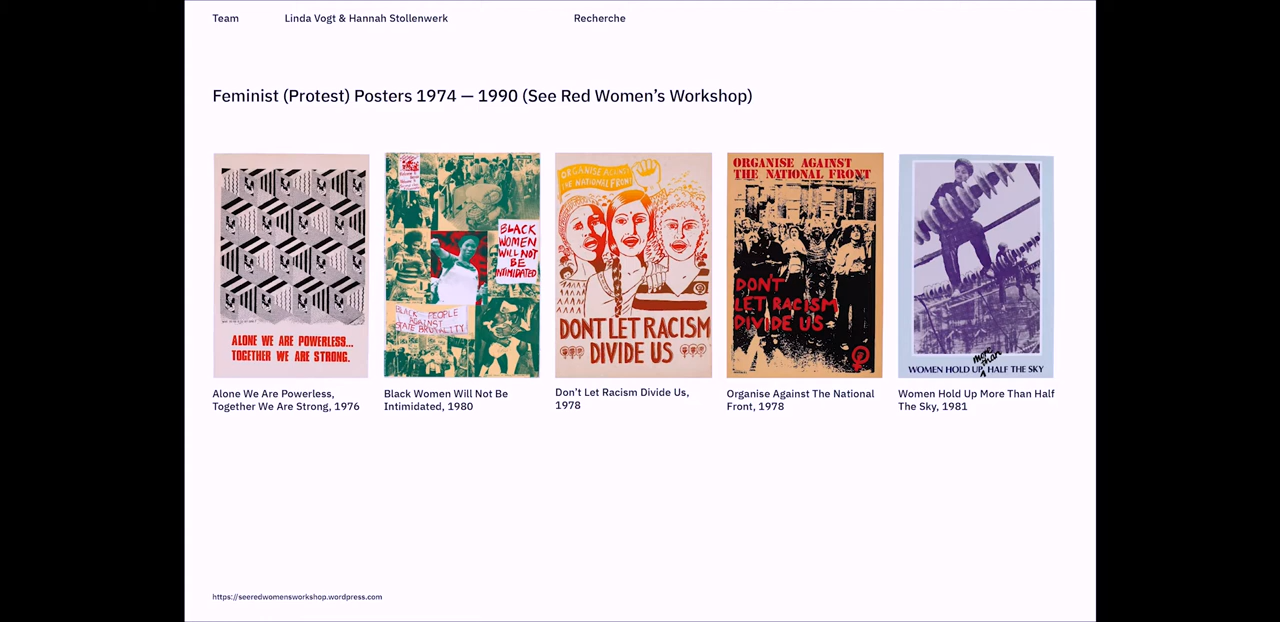 Team Linda Vogt & Hannah Stollenwerk Recherche
Feminist (Protest) Posters 1974 — 1990 (See Red Women's Workshop)
ALONE WE ARE POWERLESS...
TOGETHER WE ARE STRONG.
BLACK
WOMEN
WILL NOT
BE
INTIMIDATED
BLACK PEOPLE
AGAINST
STATE BRUTALITY
ORGANISE AGAINST
THE NATIONAL FRONT
DONT LET RACISM
DIVIDE US
ORGANISE AGAINST
THE NATIONAL FRONT
DON'T
LET RACISM
DIVIDE US
more
than
WOMEN HOLD UP HALF THE SKY
Alone We Are Powerless,
Together We Are Strong, 1976
Black Women Will Not Be
Intimidated, 1980
Don't Let Racism Divide Us,
1978
Organise Against The National
Front, 1978
Women Hold Up More Than Half
The Sky, 1981
https://seeredwomensworkshop.wordpress.com